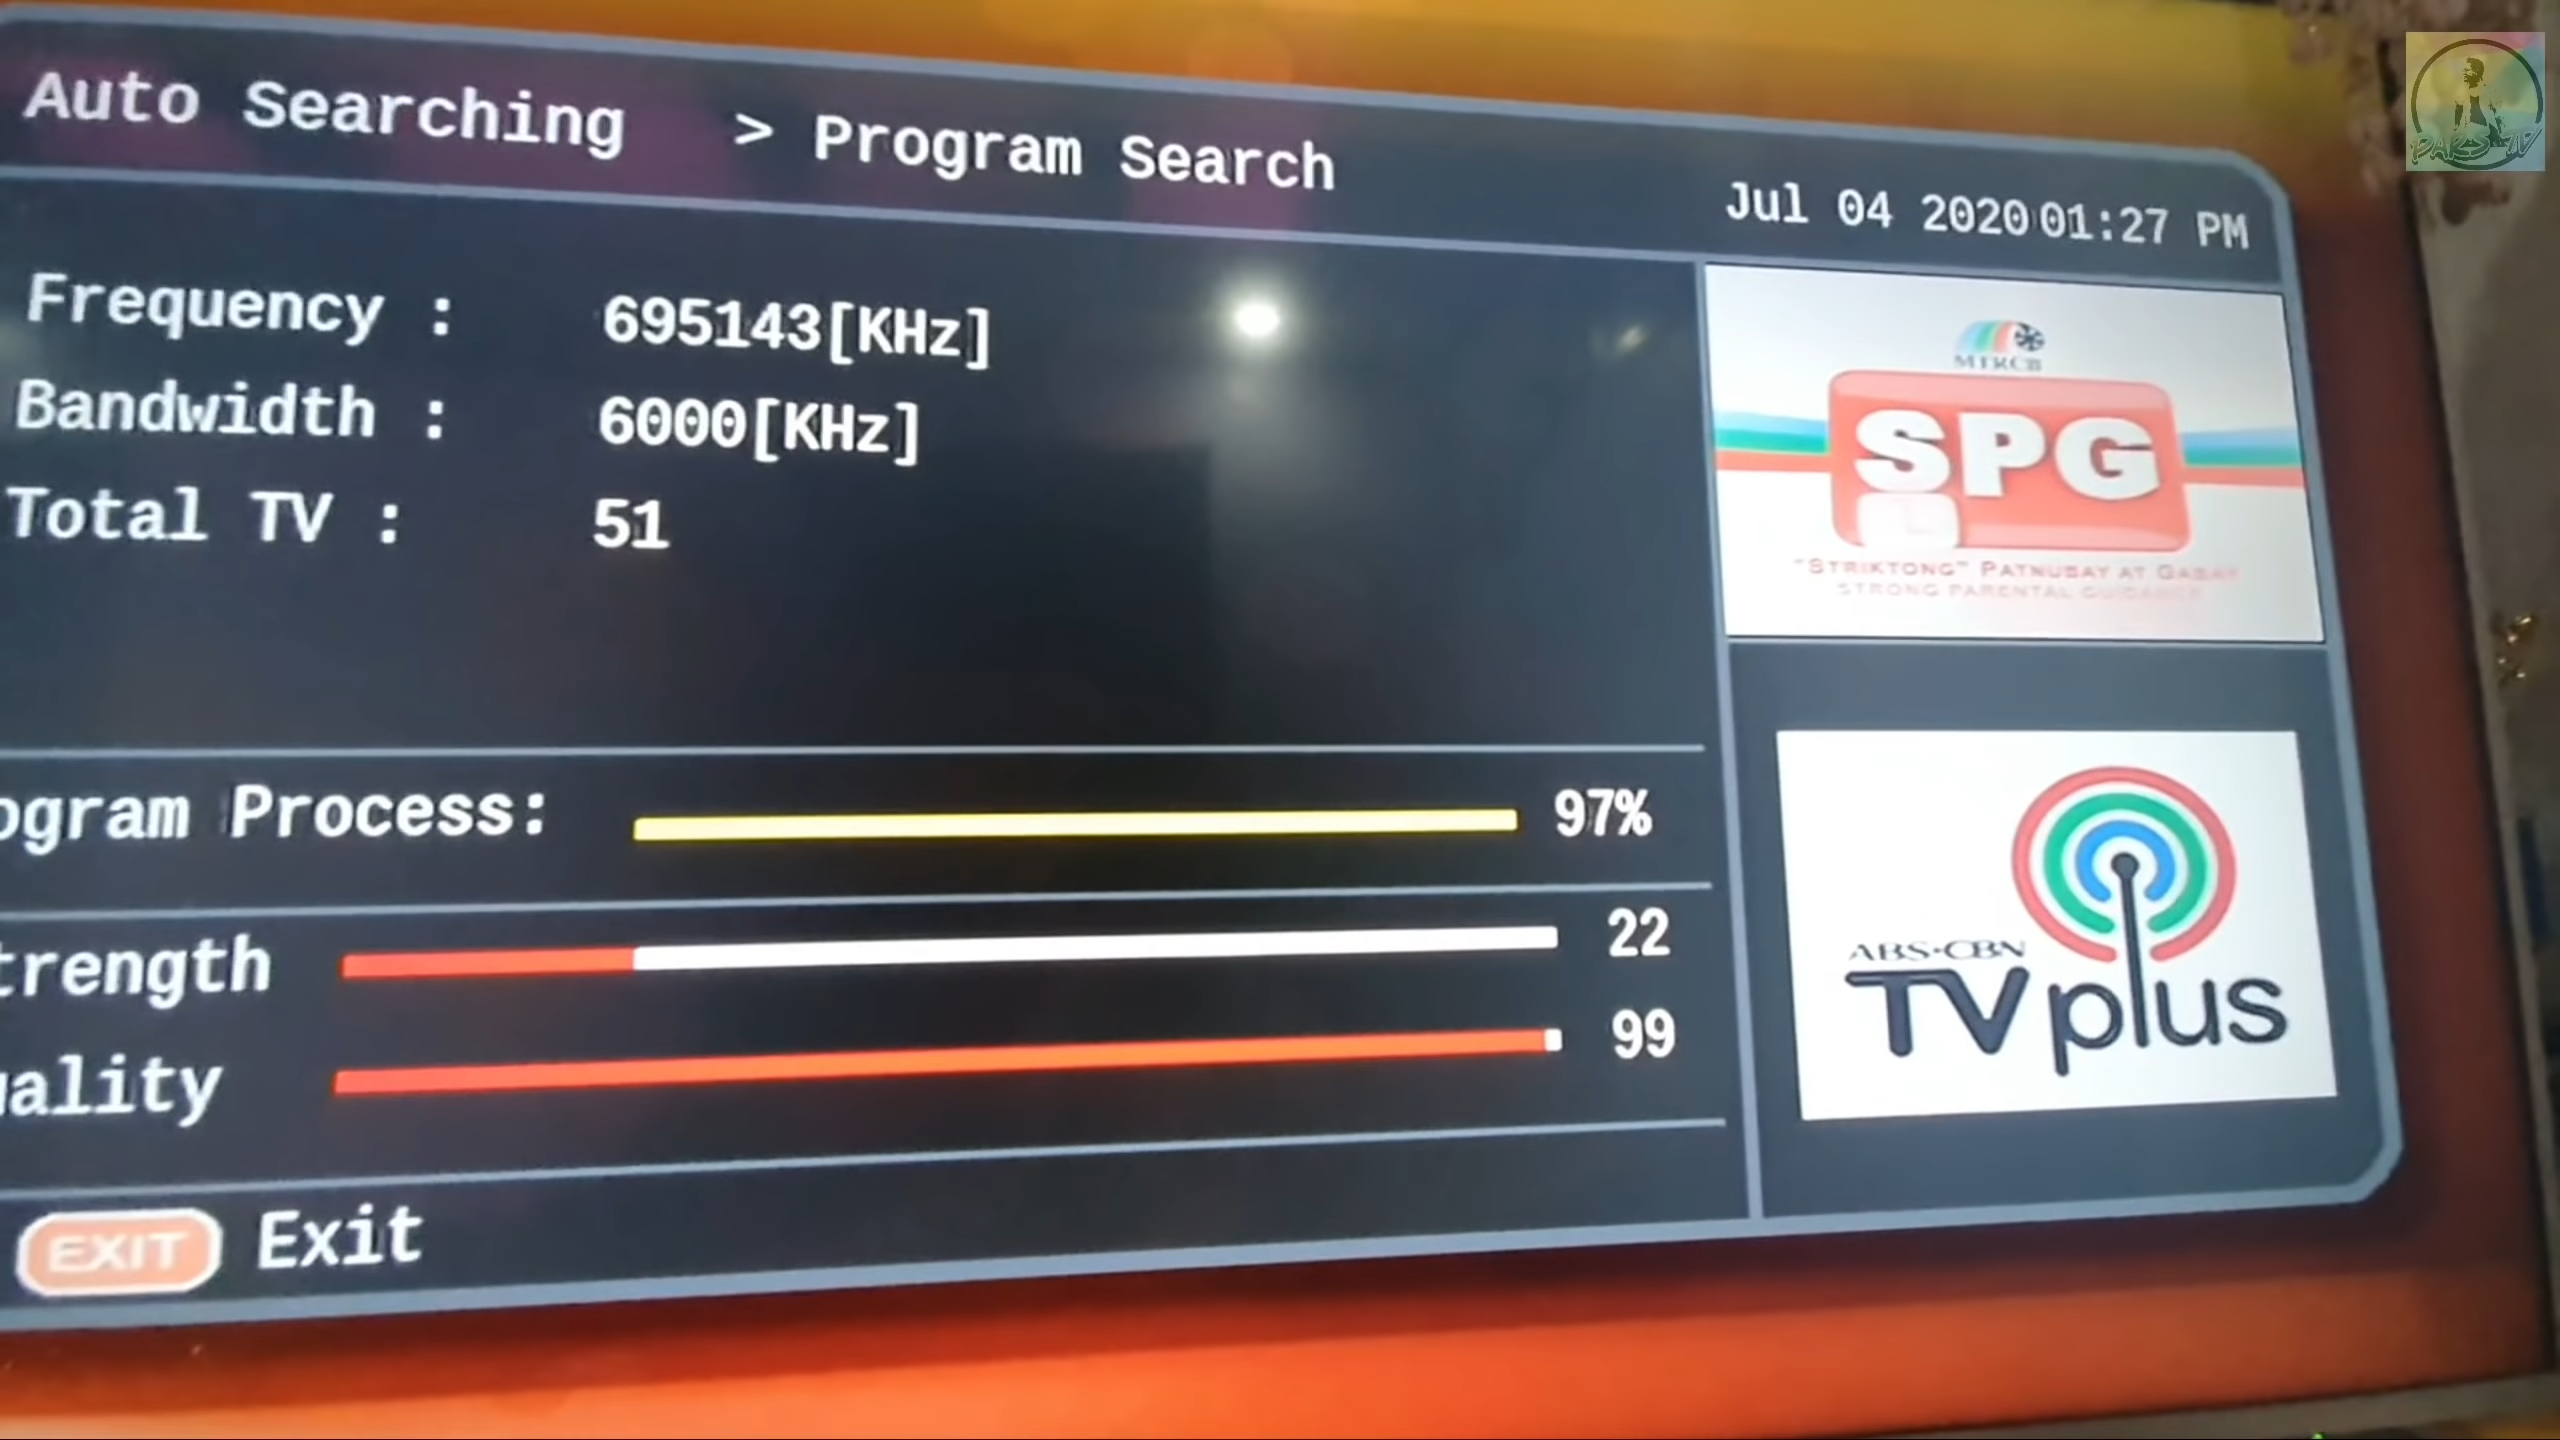 Auto Searching > Program Search
Jul 04 2020 01:27 PM
Frequency : 695143[KHz]
Bandwidth : 6000[KHz]
Total TV : 51
MTRCB
SPG
"STRIKTONG" PATNUBAY AT GABAY
STRONG PARENTAL GUIDANCE
ogram Process: 97%
trength 22
uality 99
ABS-CBN
TVplus
EXIT Exit
PARS TV